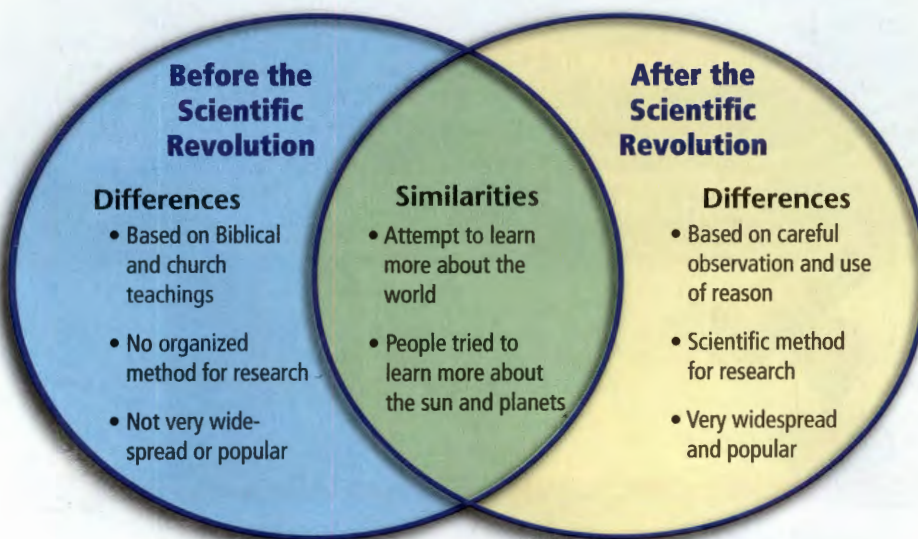 Before the
Scientific
Revolution
Differences
• Based on Biblical
and church
teachings
• No organized
method for research
• Not very wide-
spread or popular
Similarities
• Attempt to learn
more about the
world
• People tried to
learn more about
the sun and planets
After the
Scientific
Revolution
Differences
• Based on careful
observation and use
of reason
• Scientific method
for research
• Very widespread
and popular